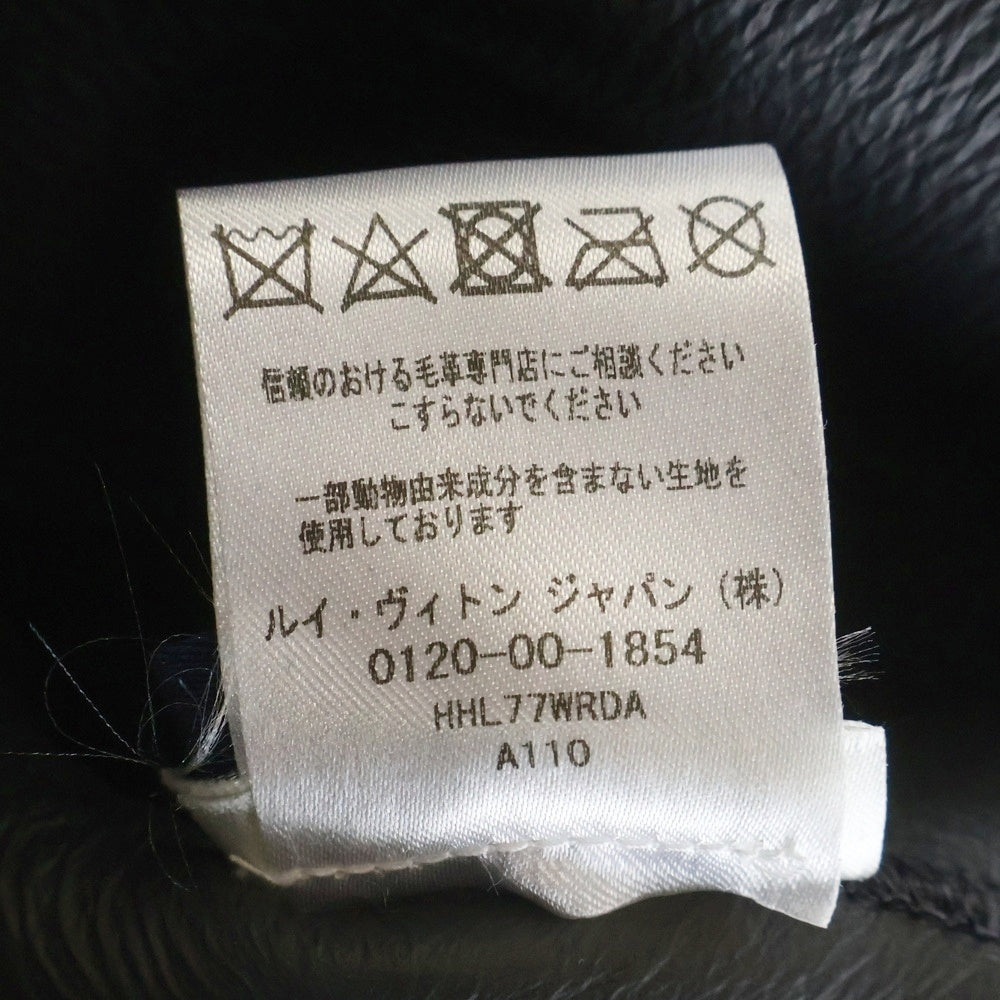 信頼のおける毛革専門店にご相談ください
こすらないでください
一部動物由来成分を含まない生地を
使用しております
ルイ・ヴィトン ジャパン（株）
0120-00-1854
HHL77WRDA
A110